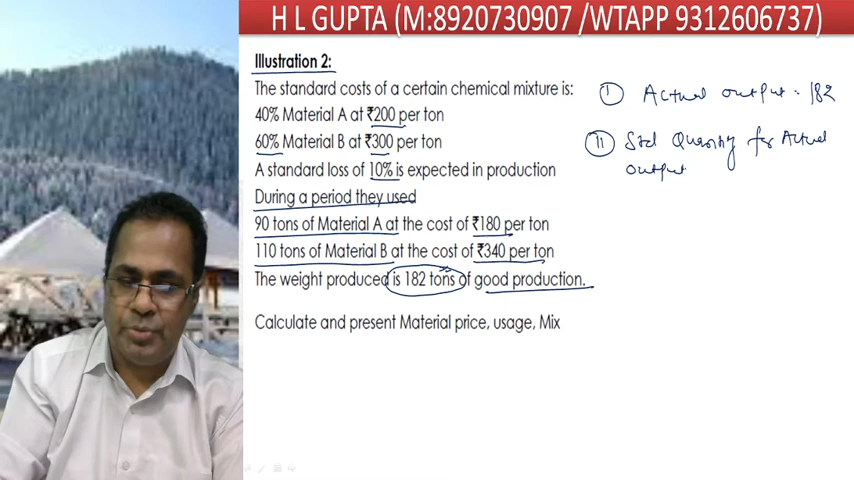 H L GUPTA (M:8920730907 /WTAPP 9312606737)
Illustration 2:
The standard costs of a certain chemical mixture is:
40% Material A at ₹200 per ton
60% Material B at ₹300 per ton
A standard loss of 10% is expected in production
During a period they used
90 tons of Material A at the cost of ₹180 per ton
110 tons of Material B at the cost of ₹340 per ton
The weight produced is 182 tons of good production.
Calculate and present Material price, usage, Mix
I Actual output = 182
II Std Quantity for Actual
output